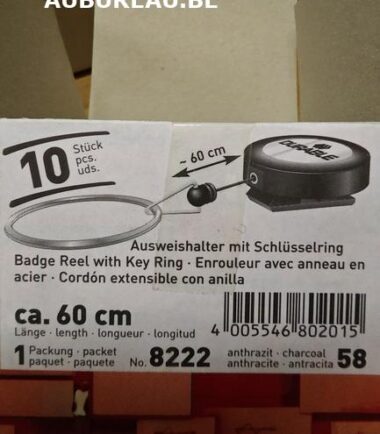 AUBUREAU.BE
10 Stück
pcs.
uds.
~ 60 cm
DURABLE
Ausweishalter mit Schlüsselring
Badge Reel with Key Ring · Enrouleur avec anneau en
acier · Cordón extensible con anilla
ca. 60 cm
Länge · length · longueur · longitud
4 005546 802015
1 Packung · packet
paquet · paquete
No. 8222
anthrazit · charcoal
anthracite · antracita
58